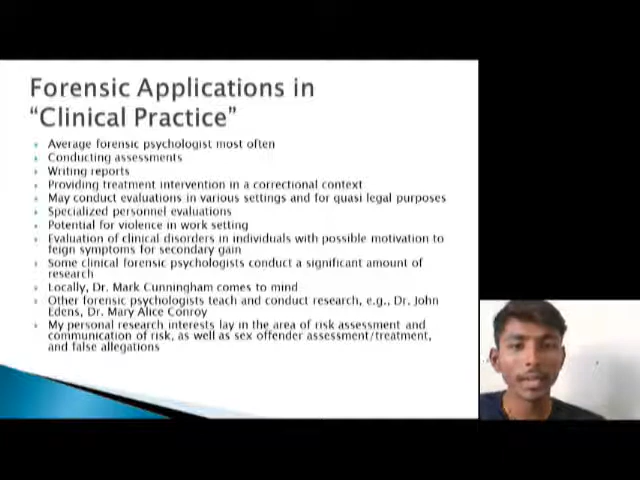 Forensic Applications in
“Clinical Practice”
Average forensic psychologist most often
Conducting assessments
Writing reports
Providing treatment intervention in a correctional context
May conduct evaluations in various settings and for quasi legal purposes
Specialized personnel evaluations
Potential for violence in work setting
Evaluation of clinical disorders in individuals with possible motivation to
feign symptoms for secondary gain
Some clinical forensic psychologists conduct a significant amount of
research
Locally, Dr. Mark Cunningham comes to mind
Other forensic psychologists teach and conduct research, e.g., Dr. John
Edens, Dr. Mary Alice Conroy
My personal research interests lay in the area of risk assessment and
communication of risk, as well as sex offender assessment/treatment,
and false allegations